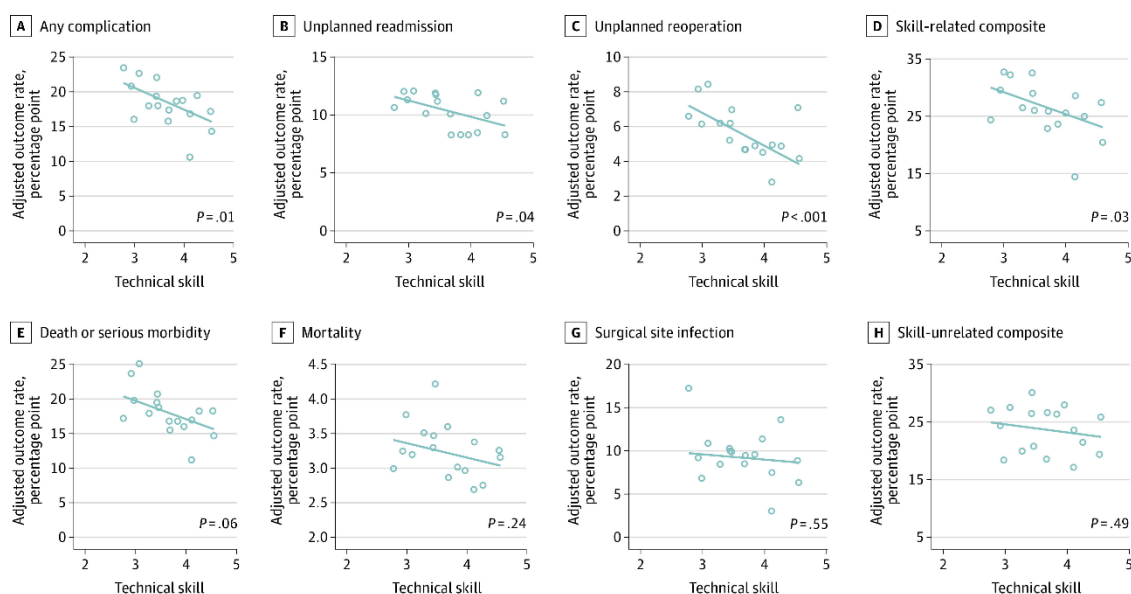 A Any complication
Adjusted outcome rate,
percentage point
25
20
15
10
5
0
P = .01
2 3 4 5
Technical skill
B Unplanned readmission
Adjusted outcome rate,
percentage point
15
10
5
0
P = .04
2 3 4 5
Technical skill
C Unplanned reoperation
Adjusted outcome rate,
percentage point
10
8
6
4
2
0
P < .001
2 3 4 5
Technical skill
D Skill-related composite
Adjusted outcome rate,
percentage point
35
25
15
5
P = .03
2 3 4 5
Technical skill
E Death or serious morbidity
Adjusted outcome rate,
percentage point
25
20
15
10
5
0
P = .06
2 3 4 5
Technical skill
F Mortality
Adjusted outcome rate,
percentage point
4.5
4.0
3.5
3.0
2.5
2.0
P = .24
2 3 4 5
Technical skill
G Surgical site infection
Adjusted outcome rate,
percentage point
20
15
10
5
0
P = .55
2 3 4 5
Technical skill
H Skill-unrelated composite
Adjusted outcome rate,
percentage point
35
25
15
5
P = .49
2 3 4 5
Technical skill